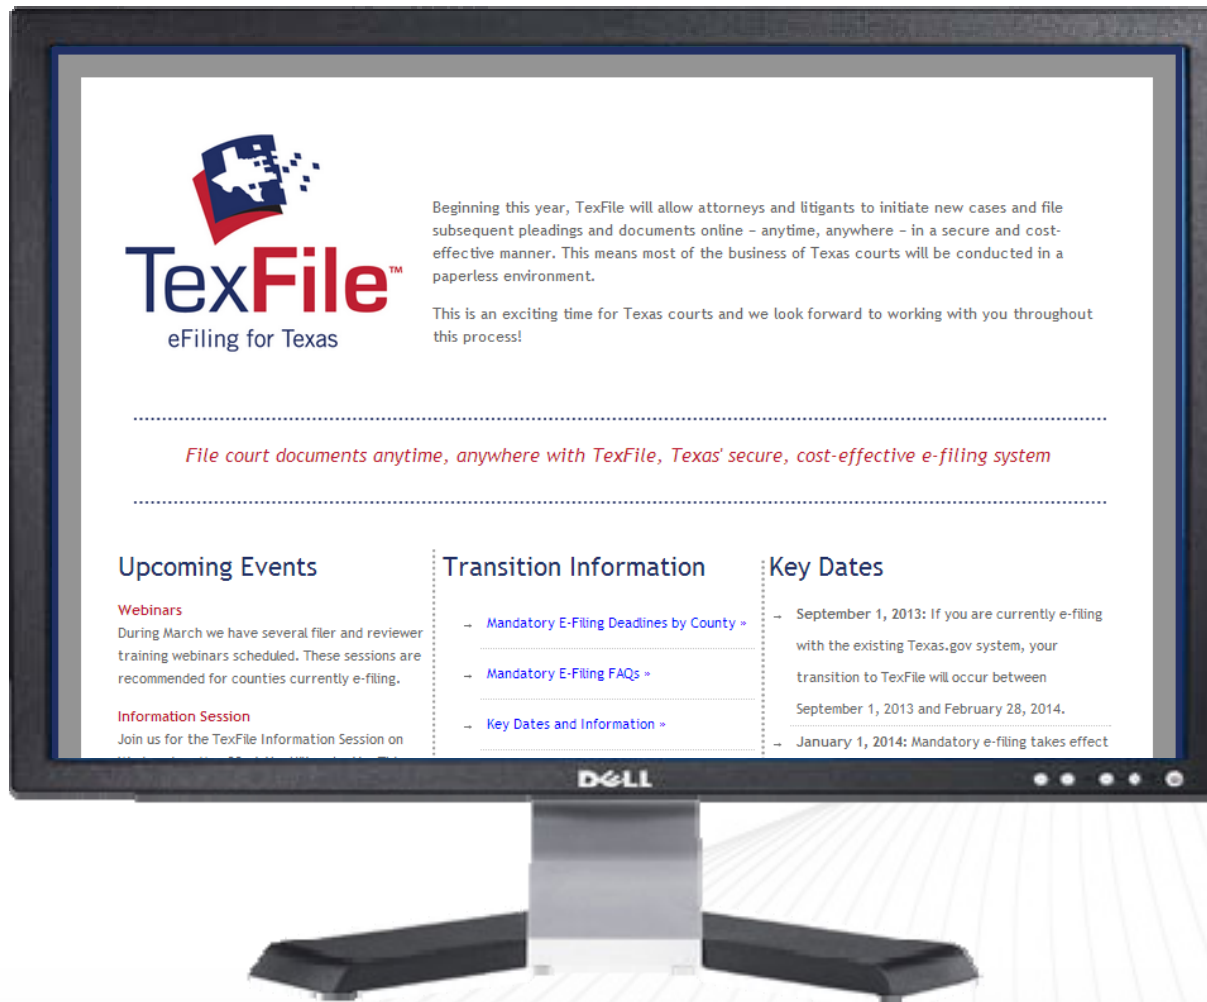 TexFile™
eFiling for Texas
Beginning this year, TexFile will allow attorneys and litigants to initiate new cases and file
subsequent pleadings and documents online – anytime, anywhere – in a secure and cost-
effective manner. This means most of the business of Texas courts will be conducted in a
paperless environment.
This is an exciting time for Texas courts and we look forward to working with you throughout
this process!
File court documents anytime, anywhere with TexFile, Texas' secure, cost-effective e-filing system
Upcoming Events
Webinars
During March we have several filer and reviewer
training webinars scheduled. These sessions are
recommended for counties currently e-filing.
Information Session
Join us for the TexFile Information Session on
Transition Information
→ Mandatory E-Filing Deadlines by County »
→ Mandatory E-Filing FAQs »
→ Key Dates and Information »
Key Dates
→ September 1, 2013: If you are currently e-filing
with the existing Texas.gov system, your
transition to TexFile will occur between
September 1, 2013 and February 28, 2014.
→ January 1, 2014: Mandatory e-filing takes effect
DELL